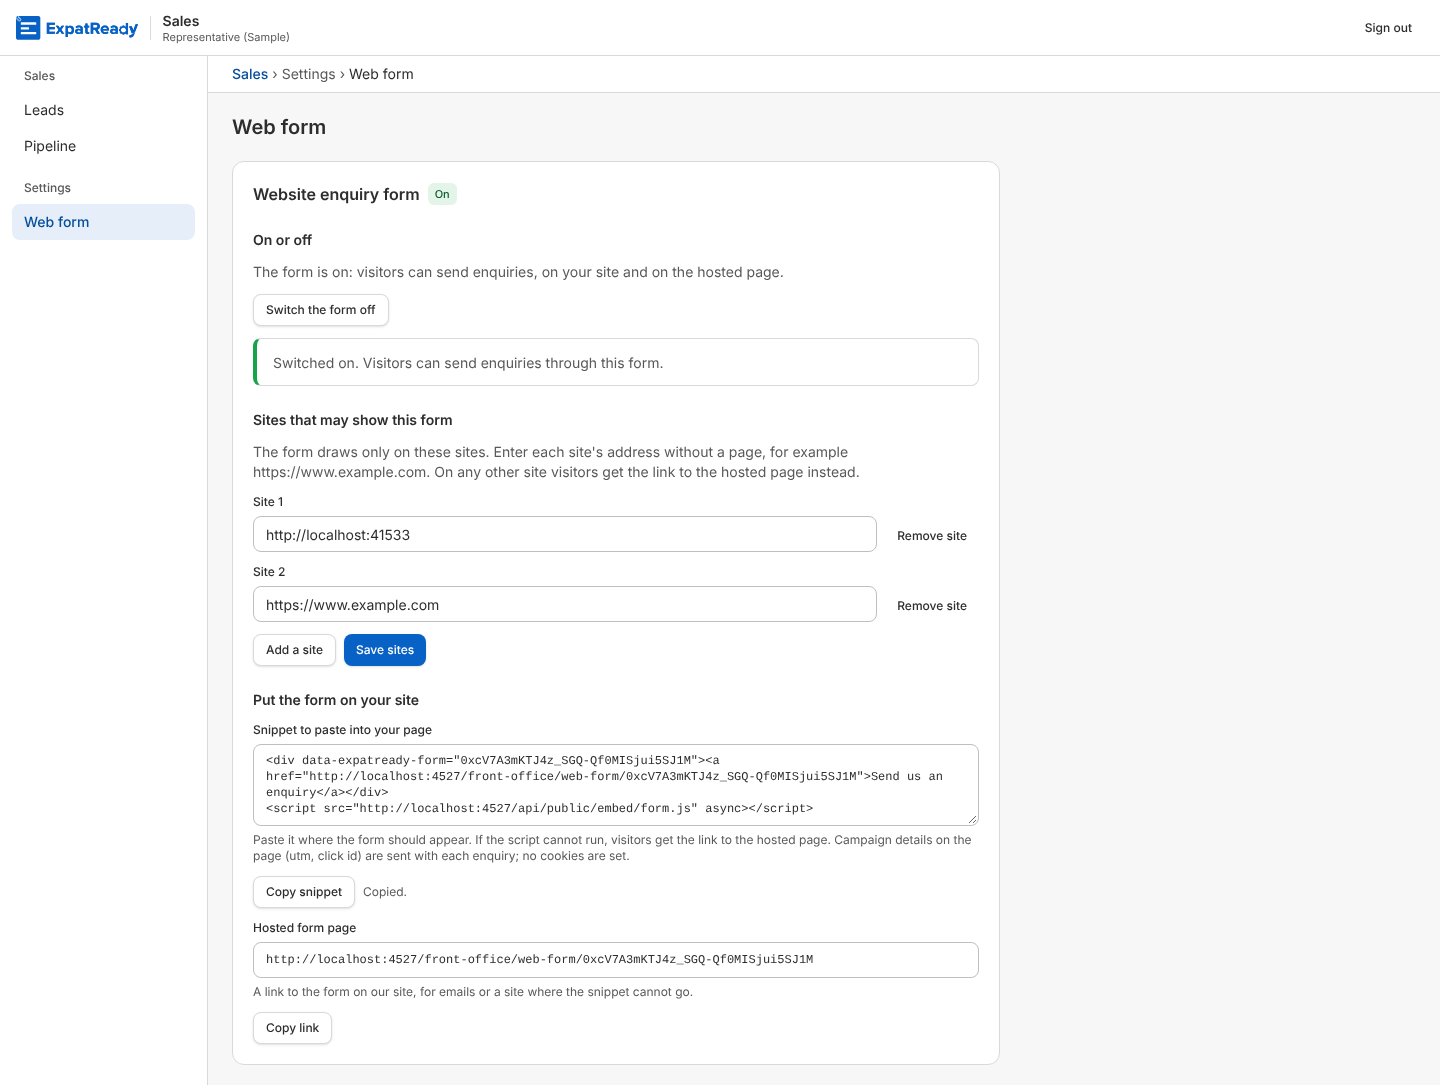 ExpatReady
Sales
Representative (Sample)
Sign out
Sales
Leads
Pipeline
Settings
Web form
Sales › Settings › Web form
Web form
Website enquiry form On
On or off
The form is on: visitors can send enquiries, on your site and on the hosted page.
Switch the form off
Switched on. Visitors can send enquiries through this form.
Sites that may show this form
The form draws only on these sites. Enter each site's address without a page, for example
https://www.example.com. On any other site visitors get the link to the hosted page instead.
Site 1
http://localhost:41533 Remove site
Site 2
https://www.example.com Remove site
Add a site Save sites
Put the form on your site
Snippet to paste into your page
<div data-expatready-form="0xcV7A3mKTJ4z_SGQ-Qf0MISjui5SJ1M"><a
href="http://localhost:4527/front-office/web-form/0xcV7A3mKTJ4z_SGQ-Qf0MISjui5SJ1M">Send us an
enquiry</a></div>
<script src="http://localhost:4527/api/public/embed/form.js" async></script>
Paste it where the form should appear. If the script cannot run, visitors get the link to the hosted page. Campaign details on the
page (utm, click id) are sent with each enquiry; no cookies are set.
Copy snippet Copied.
Hosted form page
http://localhost:4527/front-office/web-form/0xcV7A3mKTJ4z_SGQ-Qf0MISjui5SJ1M
A link to the form on our site, for emails or a site where the snippet cannot go.
Copy link